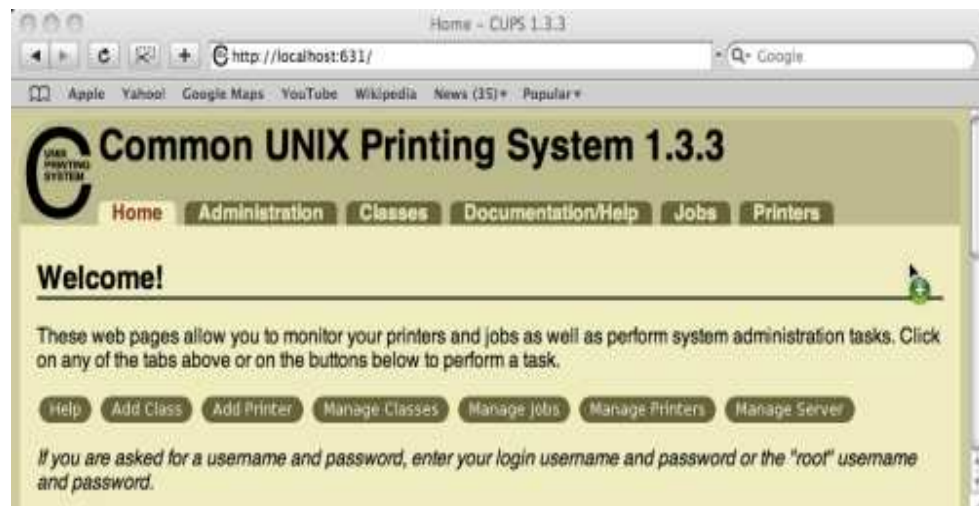 Home - CUPS 1.3.3
http://localhost:631/
Q- Google
Apple Yahoo! Google Maps YouTube Wikipedia News (35) Popular
UNIX
PRINTING
SYSTEM
Common UNIX Printing System 1.3.3
Home Administration Classes Documentation/Help Jobs Printers
Welcome!
These web pages allow you to monitor your printers and jobs as well as perform system administration tasks. Click
on any of the tabs above or on the buttons below to perform a task.
Help Add Class Add Printer Manage Classes Manage Jobs Manage Printers Manage Server
If you are asked for a username and password, enter your login username and password or the "root" username
and password.